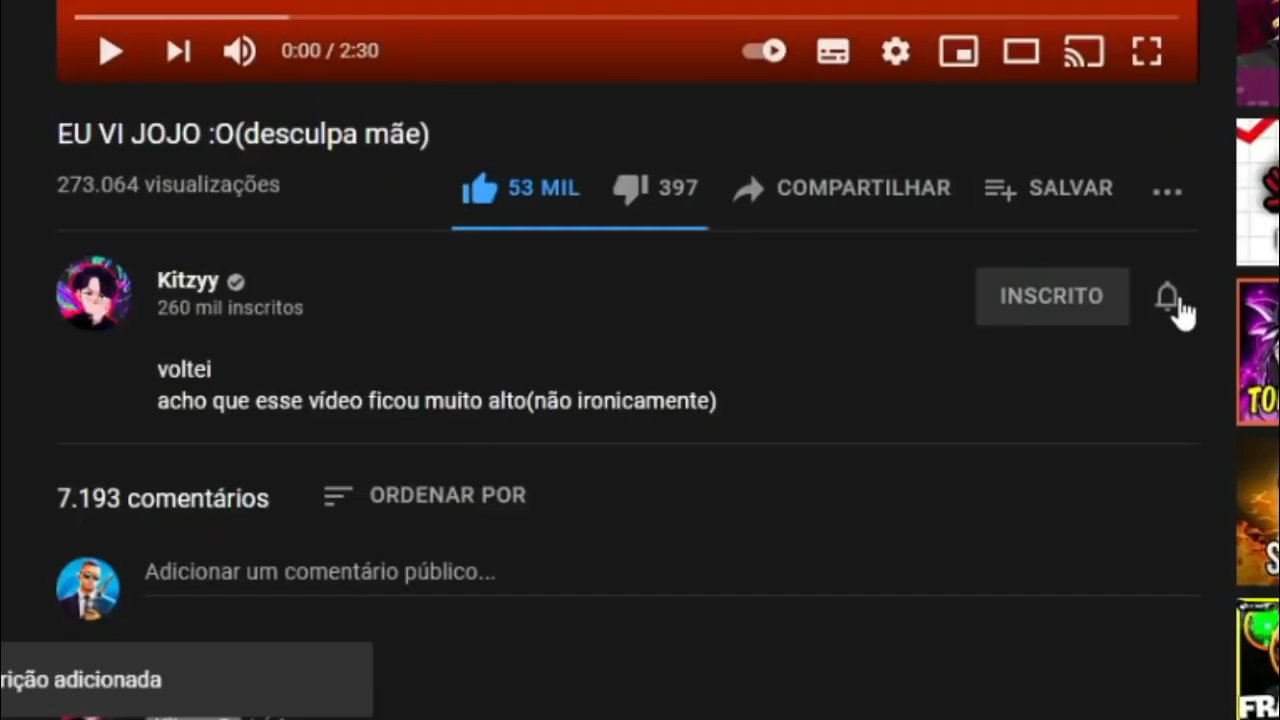 0:00 / 2:30
EU VI JOJO :O(desculpa mãe)
273.064 visualizações
53 MIL
397
COMPARTILHAR
SALVAR
Kitzyy
260 mil inscritos
INSCRITO
voltei
acho que esse vídeo ficou muito alto(não ironicamente)
7.193 comentários
ORDENAR POR
Adicionar um comentário público...
rição adicionada
TO
S
FR